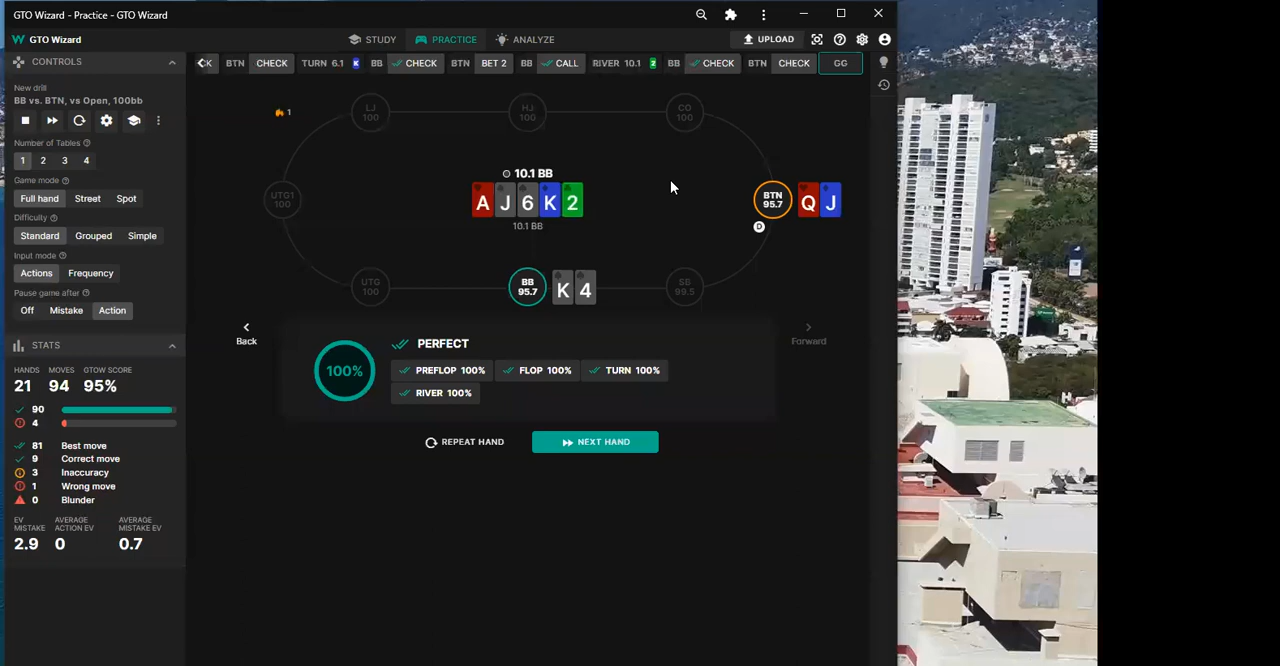 GTO Wizard - Practice - GTO Wizard
GTO Wizard
STUDY
PRACTICE
ANALYZE
UPLOAD
CONTROLS
New drill
BB vs. BTN, vs Open, 100bb
Number of Tables
1 2 3 4
Game mode
Full hand Street Spot
Difficulty
Standard Grouped Simple
Input mode
Actions Frequency
Pause game after
Off Mistake Action
STATS
HANDS MOVES GTOW SCORE
21 94 95%
90
4
81 Best move
9 Correct move
3 Inaccuracy
1 Wrong move
0 Blunder
EV MISTAKE
AVERAGE ACTION EV
AVERAGE MISTAKE EV
2.9 0 0.7
K BTN CHECK TURN 6.1 K BB CHECK BTN BET 2 BB CALL RIVER 10.1 2 BB CHECK BTN CHECK GG
1
LJ
100
HJ
100
CO
100
10.1 BB
UTG1
100
A J 6 K 2
BTN
95.7
Q J
10.1 BB
D
UTG
100
BB
95.7
K 4
SB
99.5
Back
Forward
100%
PERFECT
PREFLOP 100% FLOP 100% TURN 100%
RIVER 100%
REPEAT HAND
NEXT HAND